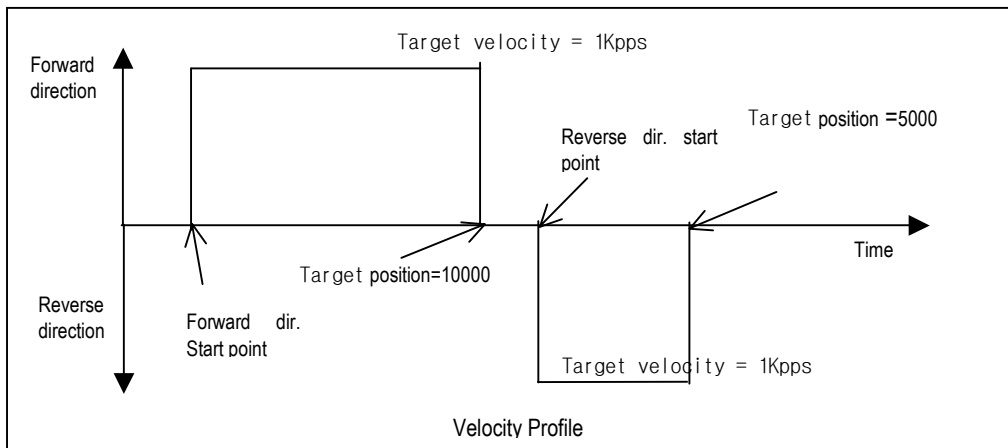 Target velocity = 1Kpps
Forward
direction
Target position =5000
Reverse dir. start
point
Time
Target position=10000
Reverse
direction
Forward dir.
Start point
Target velocity = 1Kpps
Velocity Profile